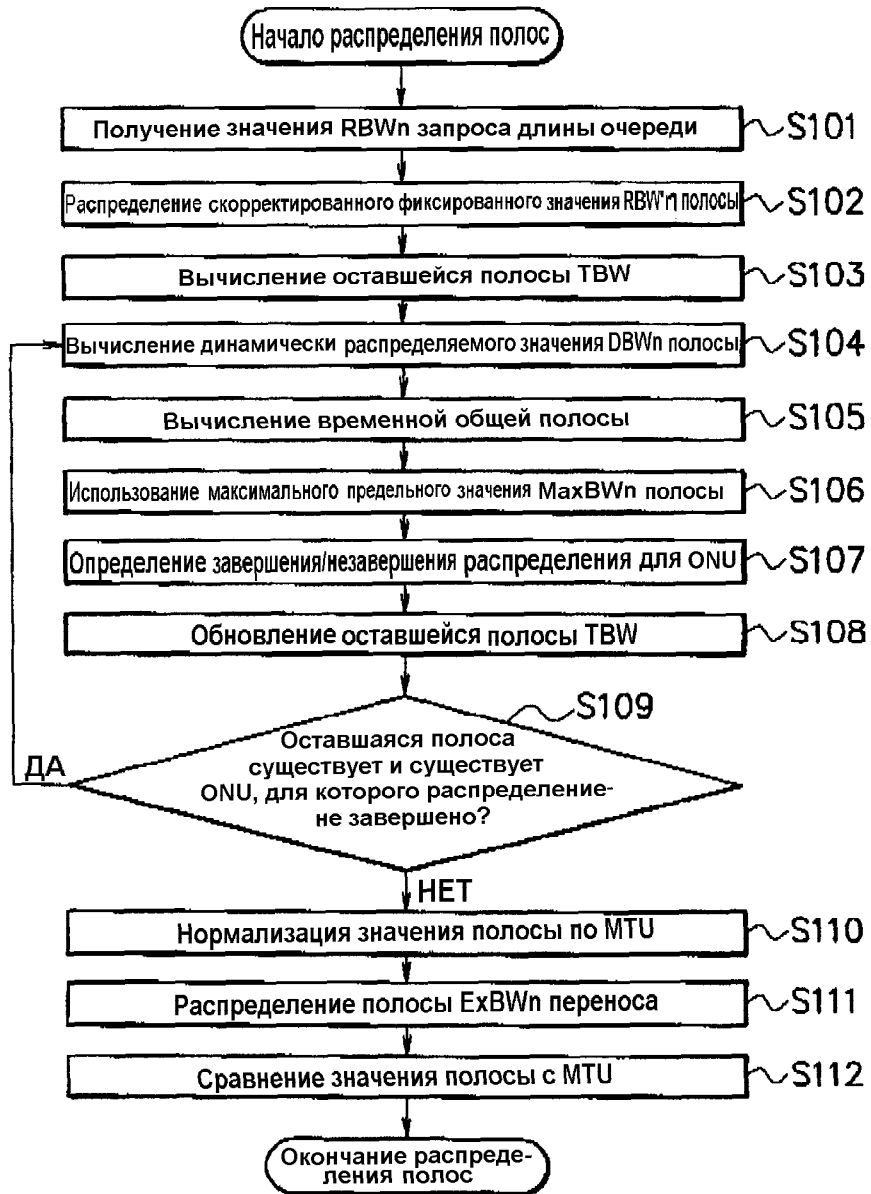 Начало распределения полос
Получение значения RBWn запроса длины очереди
S101
Распределение скорректированного фиксированного значения RBW'n полосы
S102
Вычисление оставшейся полосы TBW
S103
Вычисление динамически распределяемого значения DBWn полосы
S104
Вычисление временной общей полосы
S105
Использование максимального предельного значения MaxBWn полосы
S106
Определение завершения/незавершения распределения для ONU
S107
Обновление оставшейся полосы TBW
S108
S109
Оставшаяся полоса
существует и существует
ONU, для которого распределение-
не завершено?
ДА
НЕТ
Нормализация значения полосы по MTU
S110
Распределение полосы ExBWn переноса
S111
Сравнение значения полосы с MTU
S112
Окончание распреде-
ления полос